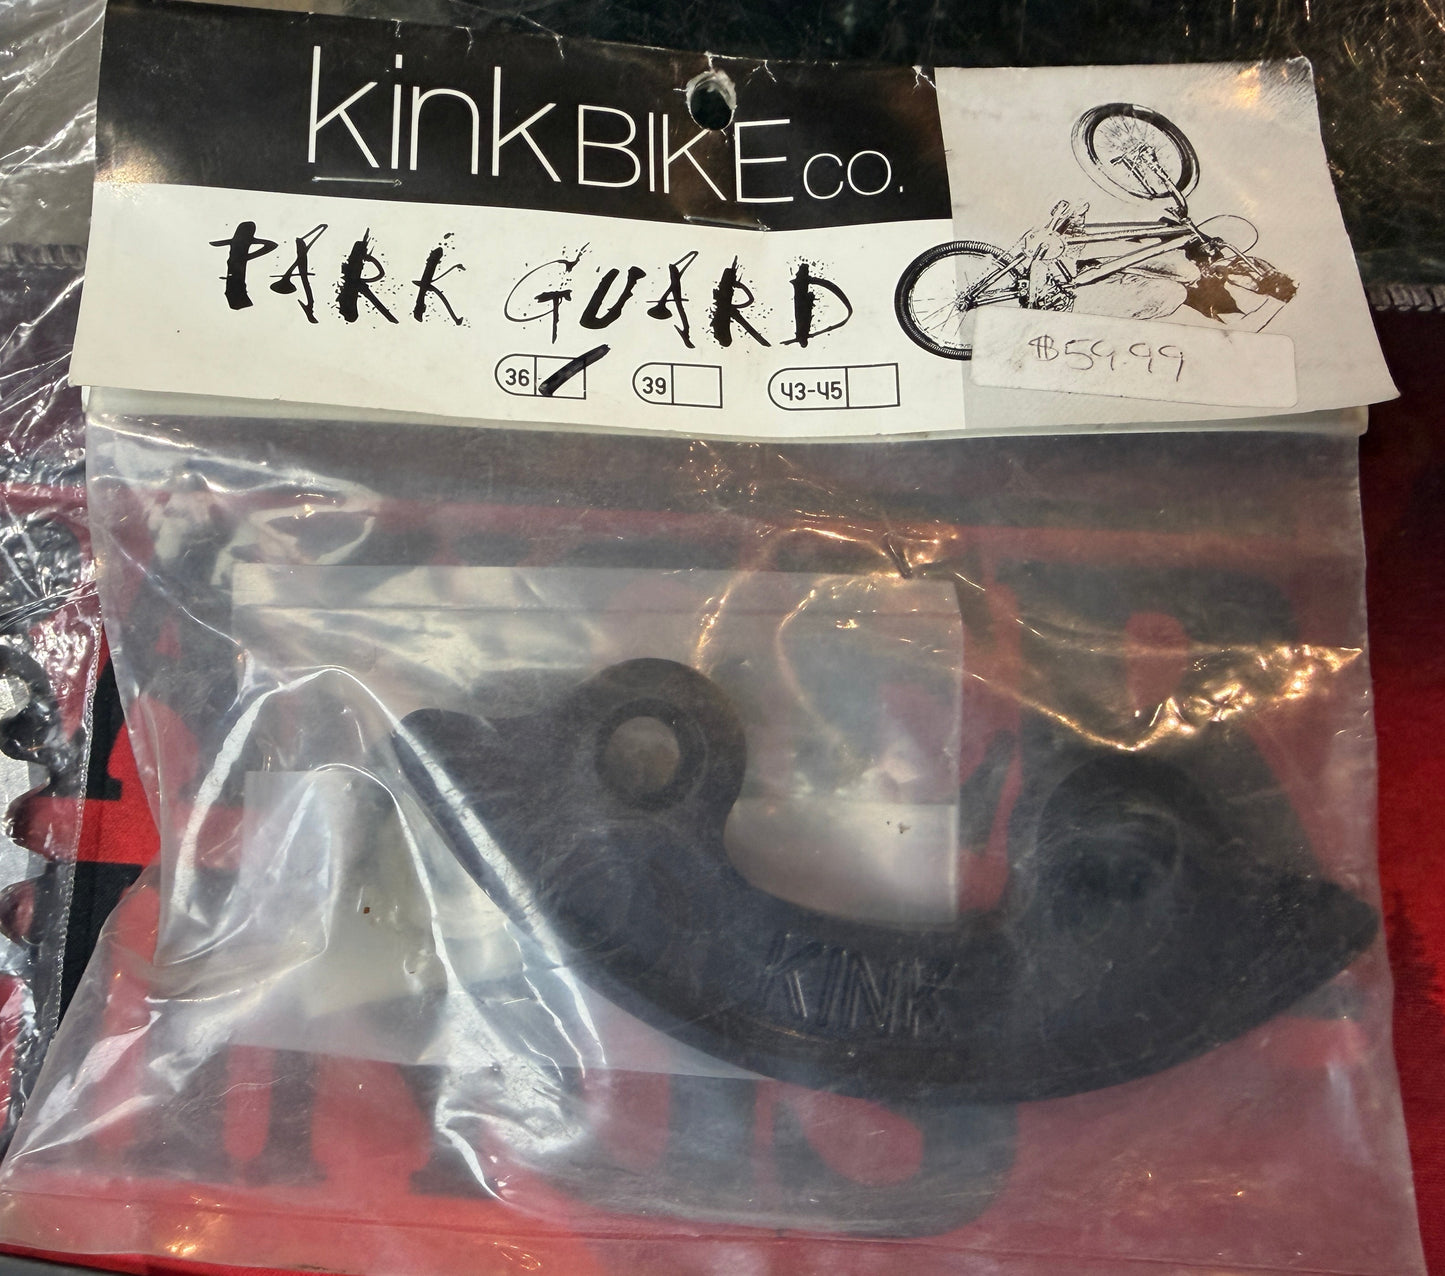 kinkBIKEco.
PARK GUARD
36 39 43-45
$59.99
KINK